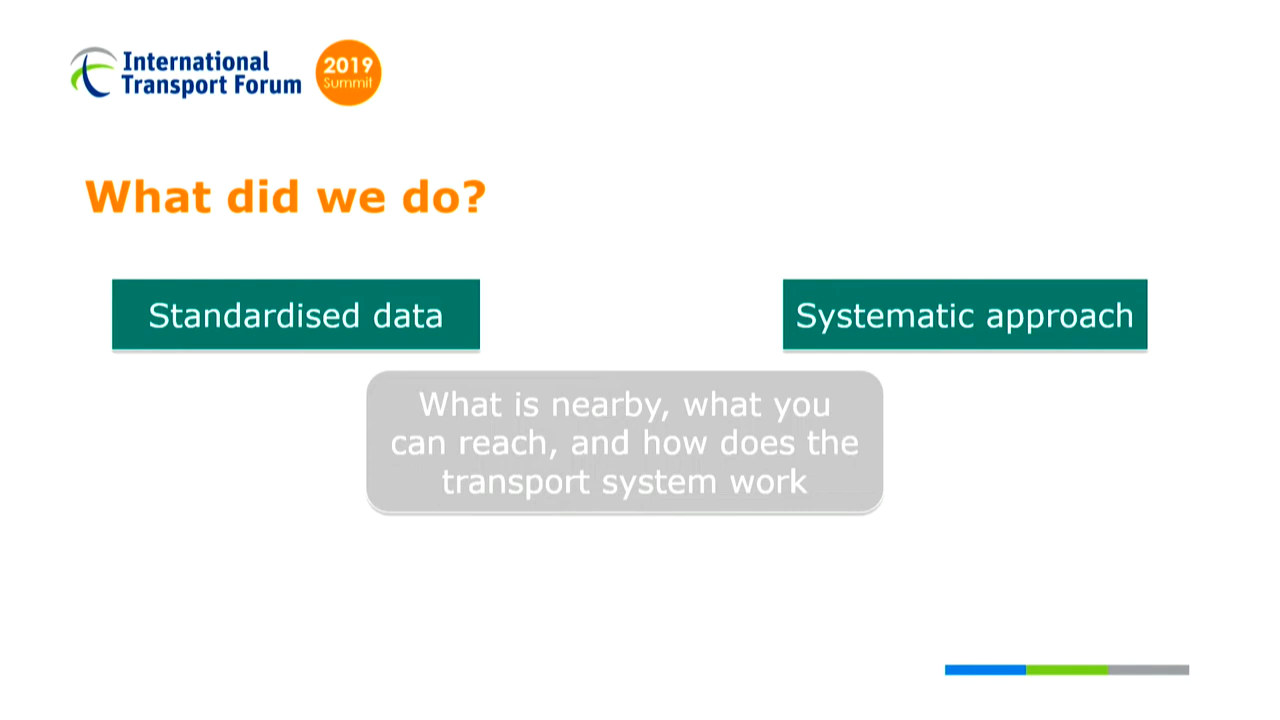 International
Transport Forum
2019
Summit
What did we do?
Standardised data
Systematic approach
What is nearby, what you
can reach, and how does the
transport system work